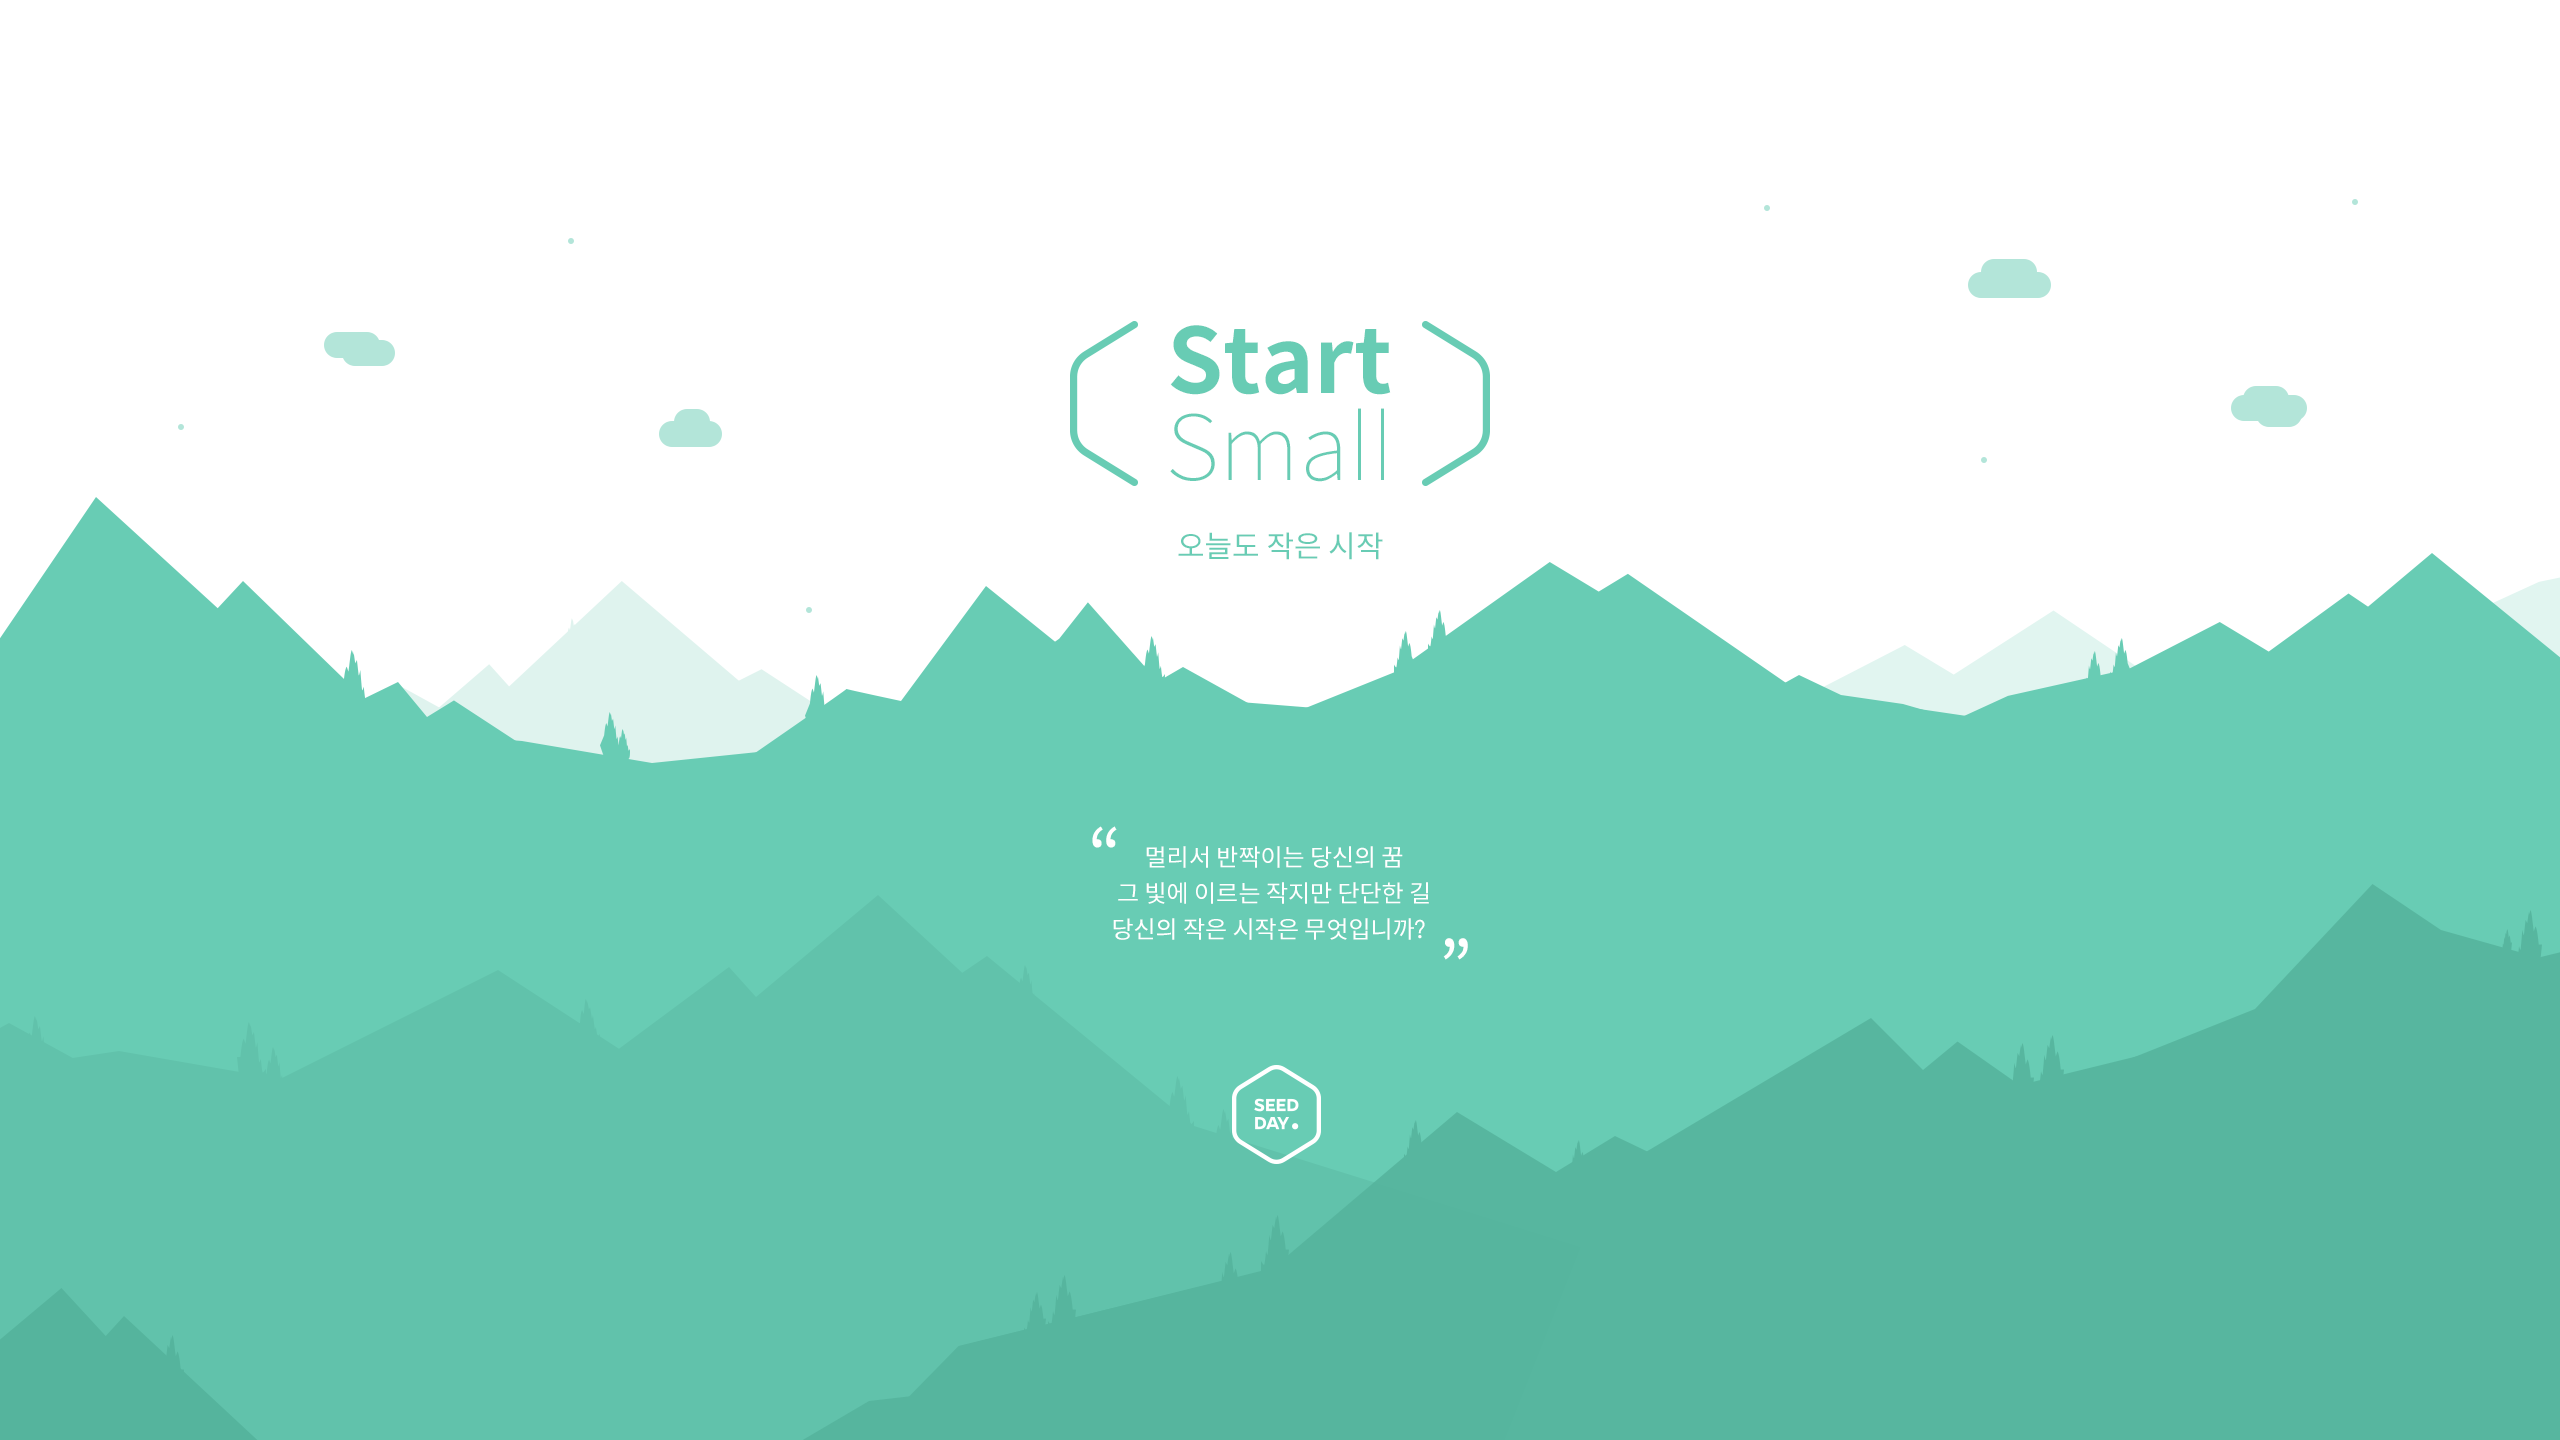 Start
Small
오늘도 작은 시작
“ 멀리서 반짝이는 당신의 꿈
그 빛에 이르는 작지만 단단한 길
당신의 작은 시작은 무엇입니까? ”
SEED
DAY.